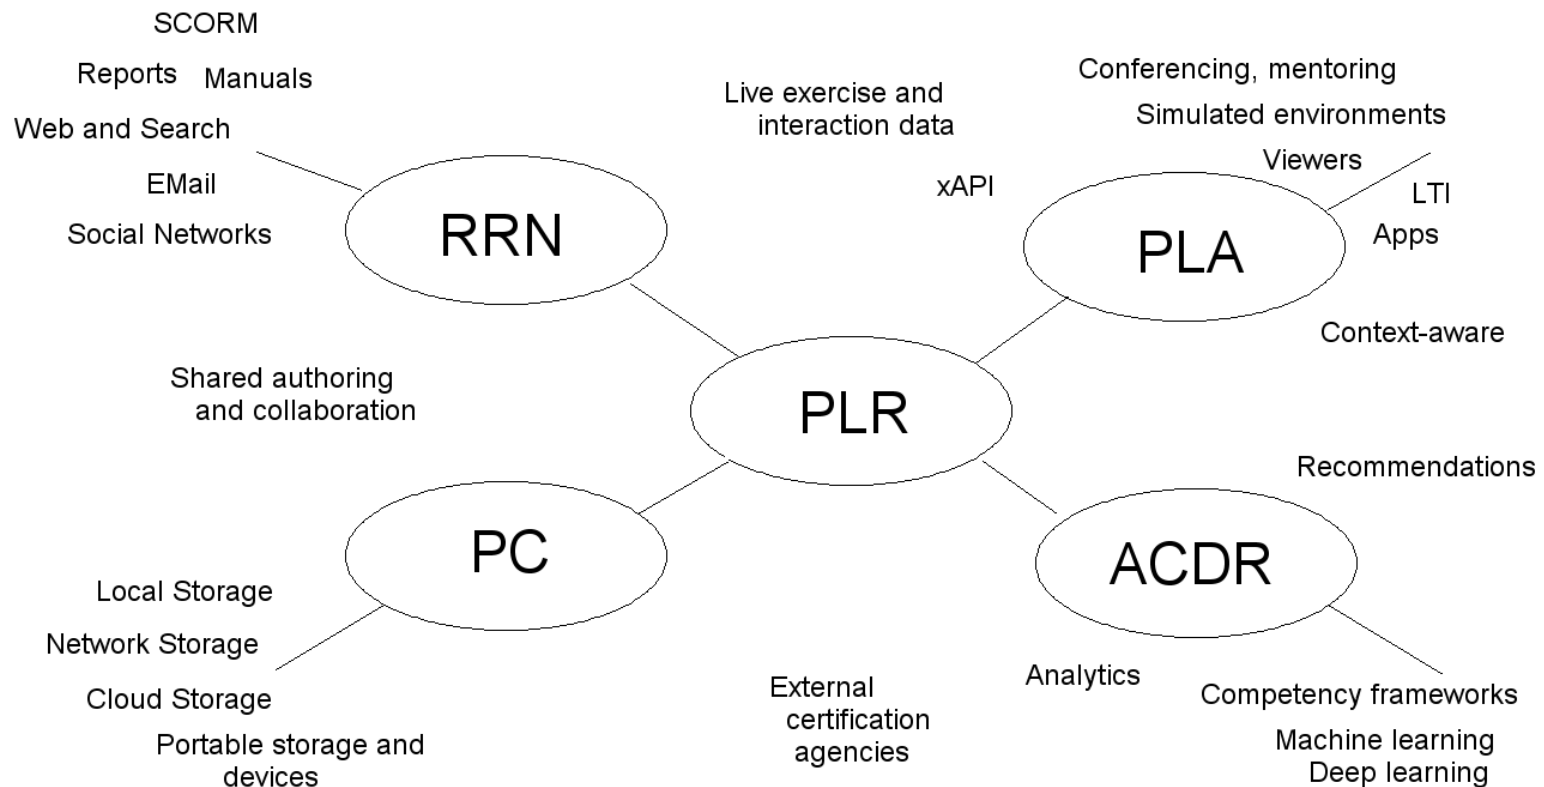 SCORM
Reports
Manuals
Web and Search
EMail
Social Networks
RRN
Live exercise and
interaction data
xAPI
Conferencing, mentoring
Simulated environments
Viewers
LTI
Apps
PLA
Context-aware
Shared authoring
and collaboration
PLR
PC
Local Storage
Network Storage
Cloud Storage
Portable storage and
devices
External
certification
agencies
Recommendations
ACDR
Analytics
Competency frameworks
Machine learning
Deep learning